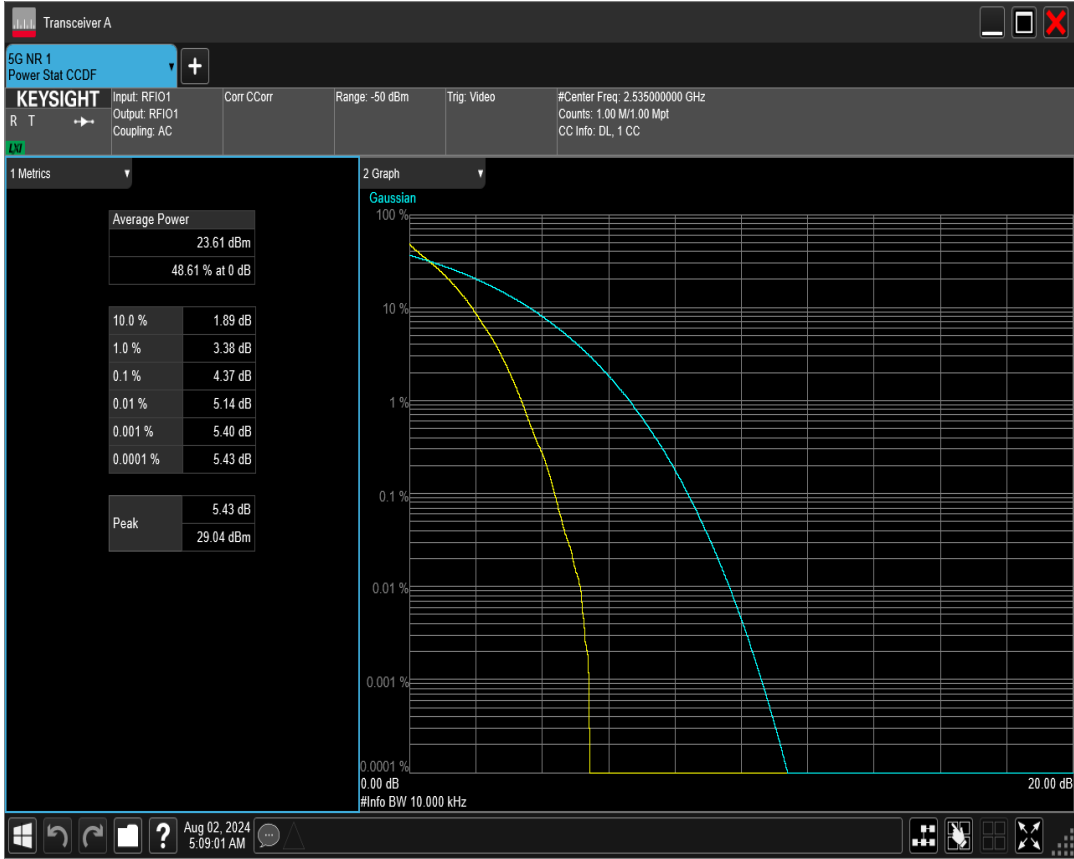 Transceiver A
5G NR 1
Power Stat CCDF
KEYSIGHT
R T
LXI
Input: RFIO1
Output: RFIO1
Coupling: AC
Corr CCorr
Range: -50 dBm
Trig: Video
#Center Freq: 2.535000000 GHz
Counts: 1.00 M/1.00 Mpt
CC Info: DL, 1 CC
1 Metrics
Average Power
23.61 dBm
48.61 % at 0 dB
10.0 % 1.89 dB
1.0 % 3.38 dB
0.1 % 4.37 dB
0.01 % 5.14 dB
0.001 % 5.40 dB
0.0001 % 5.43 dB
Peak
5.43 dB
29.04 dBm
2 Graph
Gaussian
100 %
10 %
1 %
0.1 %
0.01 %
0.001 %
0.0001 %
0.00 dB 20.00 dB
#Info BW 10.000 kHz
?
Aug 02, 2024
5:09:01 AM